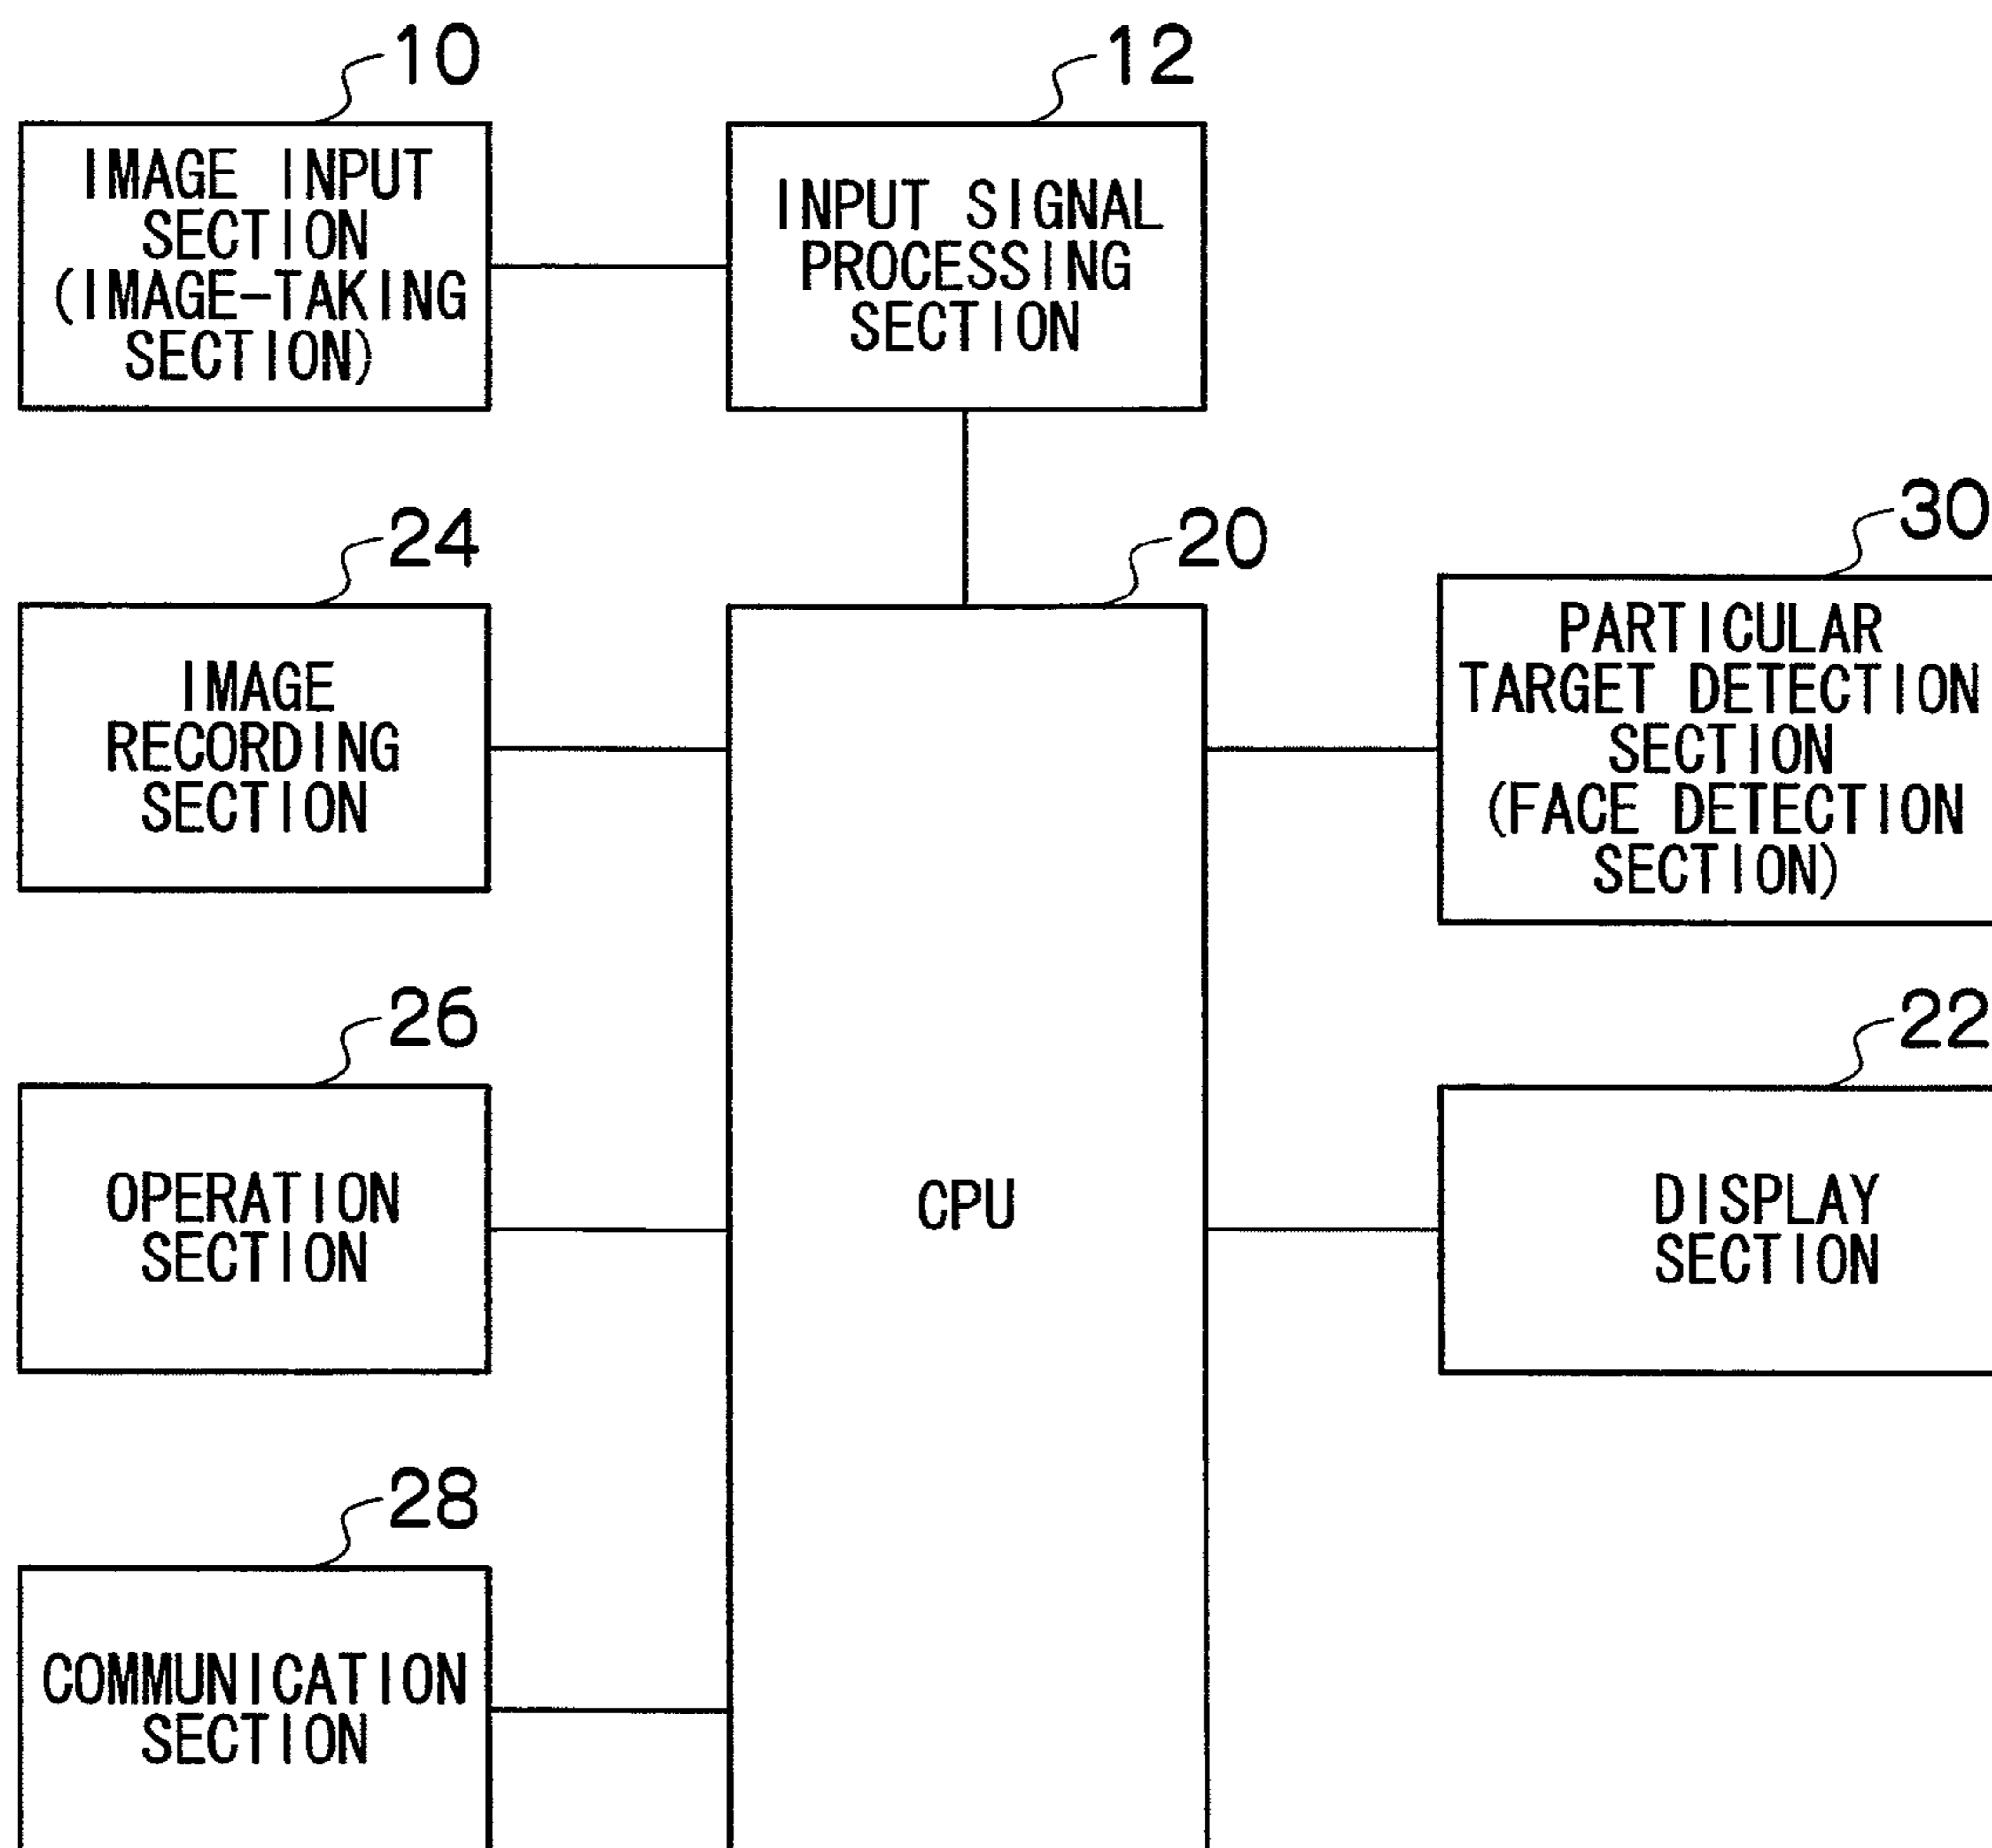 10
IMAGE INPUT
SECTION
(IMAGE-TAKING
SECTION)
12
INPUT SIGNAL
PROCESSING
SECTION
24
IMAGE
RECORDING
SECTION
20
CPU
30
PARTICULAR
TARGET DETECTION
SECTION
(FACE DETECTION
SECTION)
26
OPERATION
SECTION
22
DISPLAY
SECTION
28
COMMUNICATION
SECTION